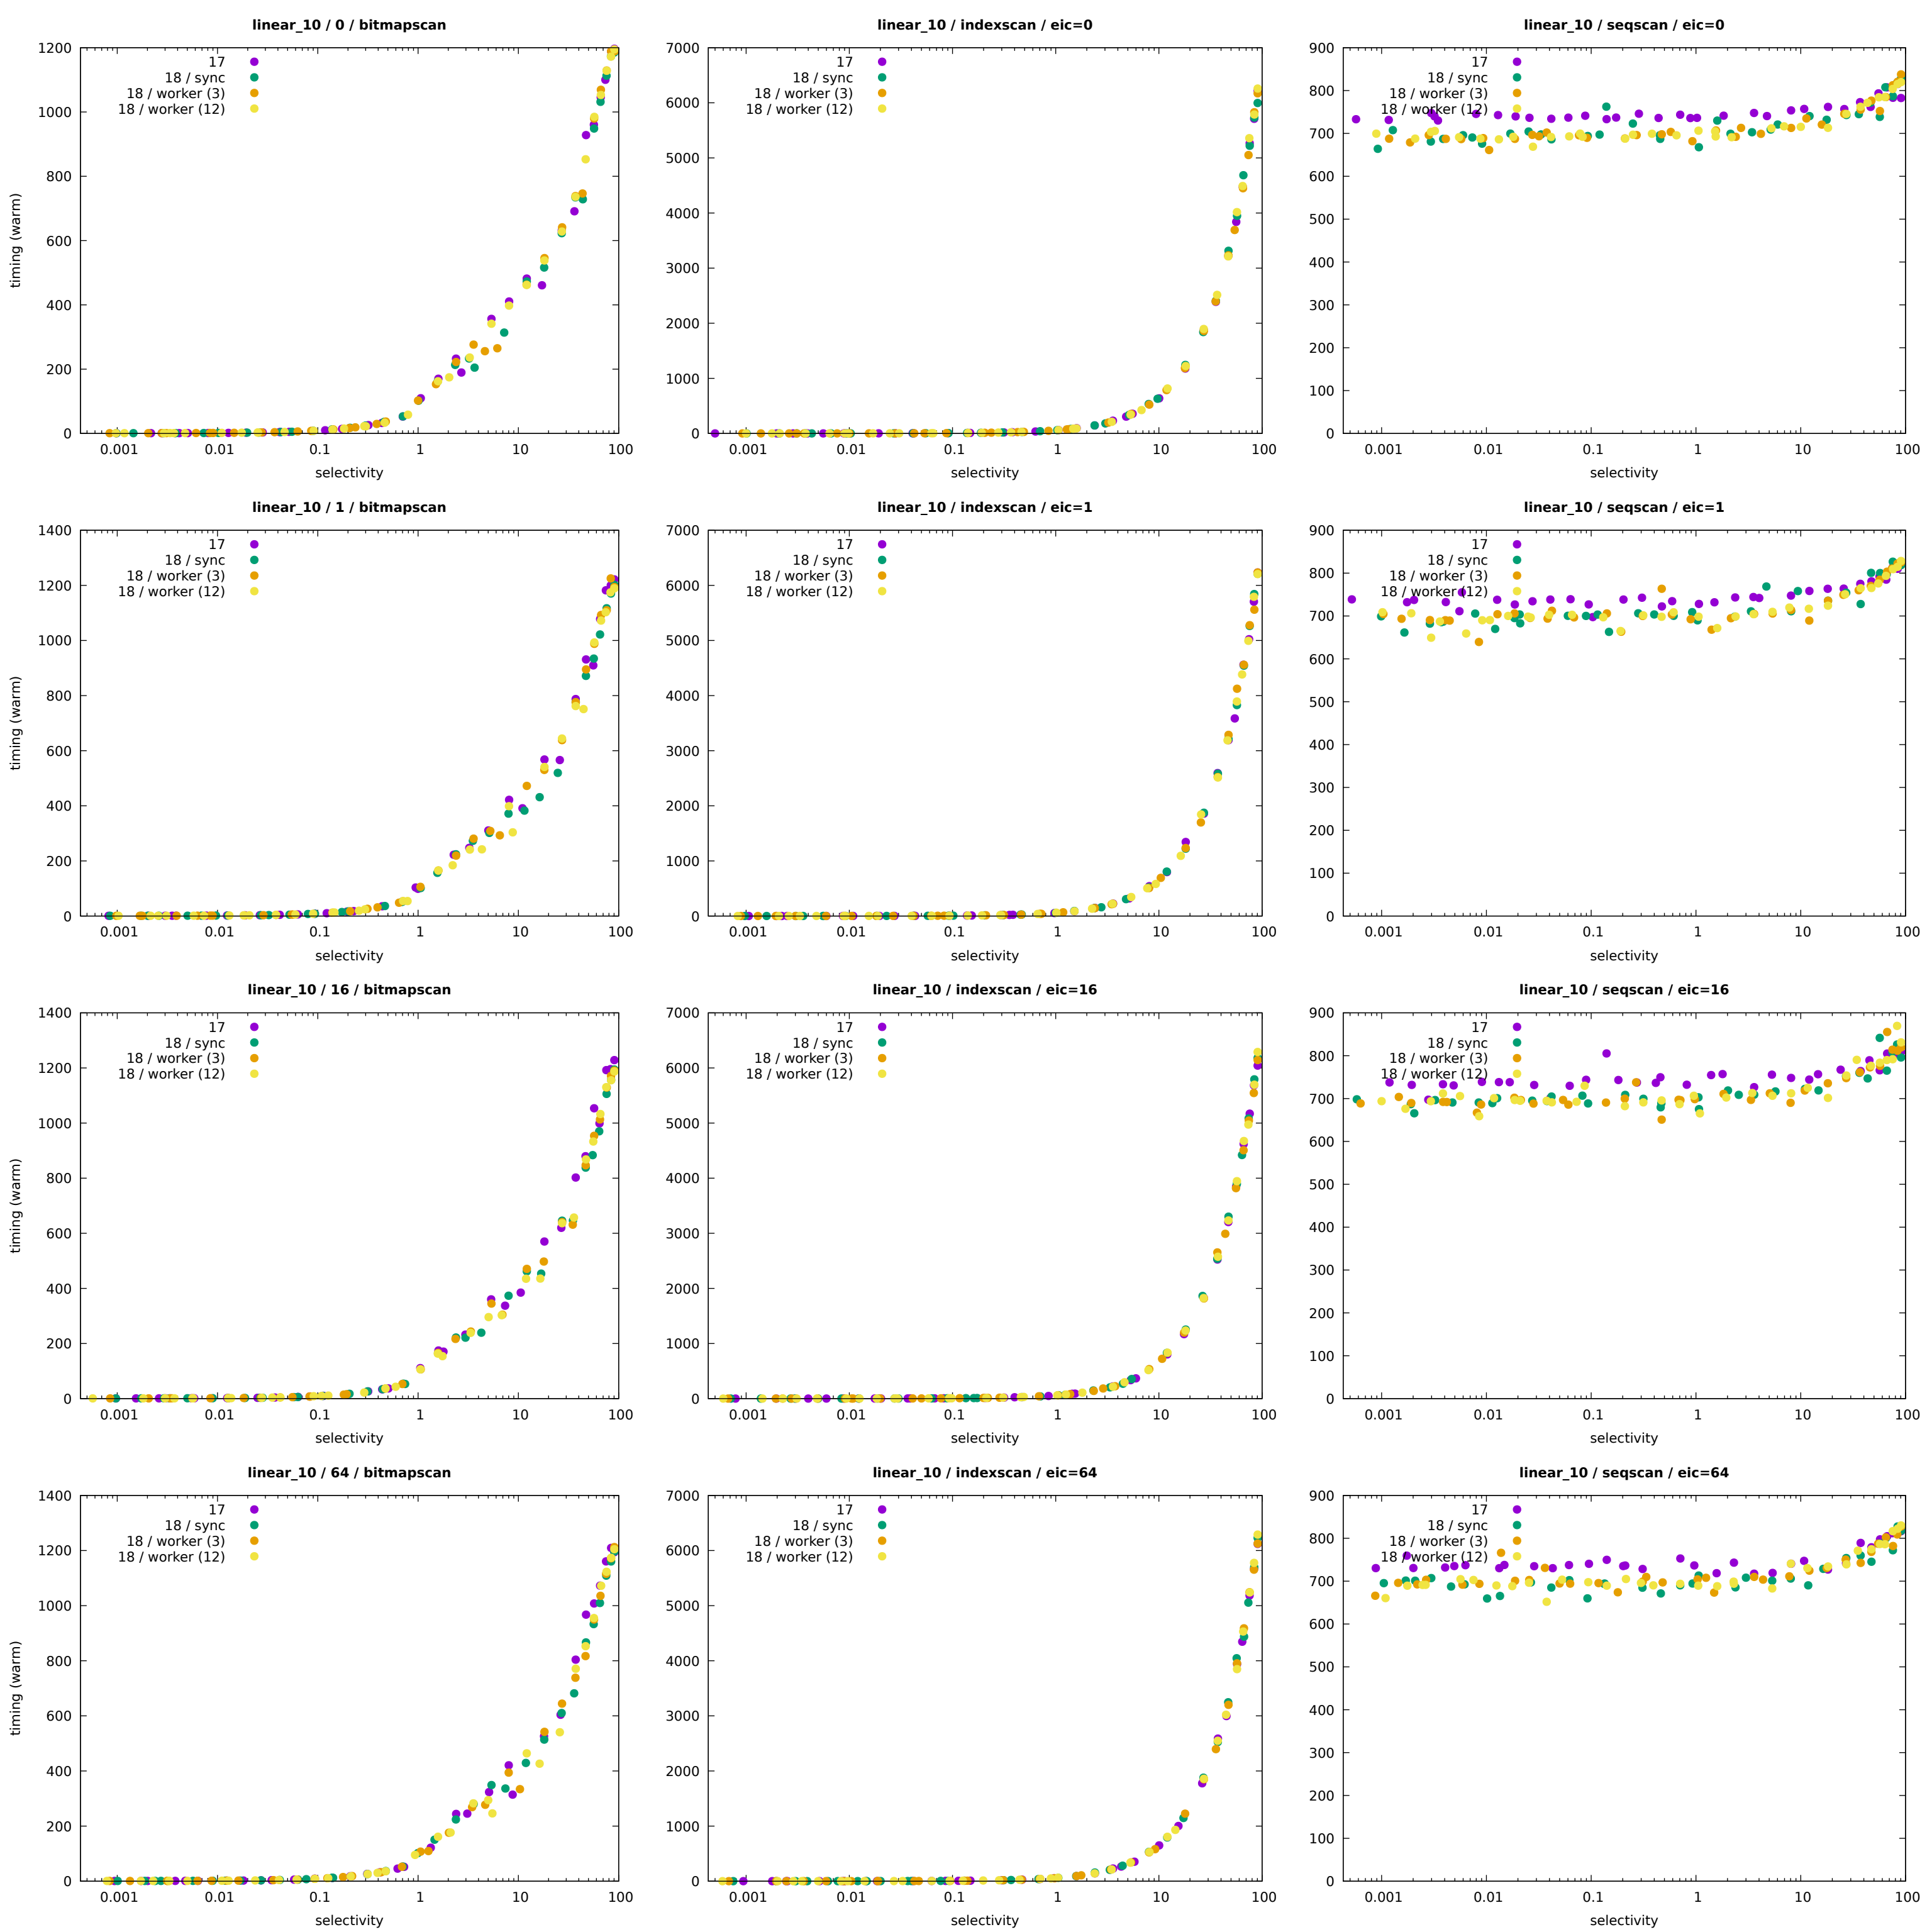 linear_10 / 0 / bitmapscan
1200
1000
800
600
400
200
0
17
18 / sync
18 / worker (3)
18 / worker (12)
timing (warm)
0.001 0.01 0.1 1 10 100
selectivity
linear_10 / indexscan / eic=0
7000
6000
5000
4000
3000
2000
1000
0
17
18 / sync
18 / worker (3)
18 / worker (12)
0.001 0.01 0.1 1 10 100
selectivity
linear_10 / seqscan / eic=0
900
800
700
600
500
400
300
200
100
0
17
18 / sync
18 / worker (3)
18 / worker (12)
0.001 0.01 0.1 1 10 100
selectivity
linear_10 / 1 / bitmapscan
1400
1200
1000
800
600
400
200
0
17
18 / sync
18 / worker (3)
18 / worker (12)
timing (warm)
0.001 0.01 0.1 1 10 100
selectivity
linear_10 / indexscan / eic=1
7000
6000
5000
4000
3000
2000
1000
0
17
18 / sync
18 / worker (3)
18 / worker (12)
0.001 0.01 0.1 1 10 100
selectivity
linear_10 / seqscan / eic=1
900
800
700
600
500
400
300
200
100
0
17
18 / sync
18 / worker (3)
18 / worker (12)
0.001 0.01 0.1 1 10 100
selectivity
linear_10 / 16 / bitmapscan
1400
1200
1000
800
600
400
200
0
17
18 / sync
18 / worker (3)
18 / worker (12)
timing (warm)
0.001 0.01 0.1 1 10 100
selectivity
linear_10 / indexscan / eic=16
7000
6000
5000
4000
3000
2000
1000
0
17
18 / sync
18 / worker (3)
18 / worker (12)
0.001 0.01 0.1 1 10 100
selectivity
linear_10 / seqscan / eic=16
900
800
700
600
500
400
300
200
100
0
17
18 / sync
18 / worker (3)
18 / worker (12)
0.001 0.01 0.1 1 10 100
selectivity
linear_10 / 64 / bitmapscan
1400
1200
1000
800
600
400
200
0
17
18 / sync
18 / worker (3)
18 / worker (12)
timing (warm)
0.001 0.01 0.1 1 10 100
selectivity
linear_10 / indexscan / eic=64
7000
6000
5000
4000
3000
2000
1000
0
17
18 / sync
18 / worker (3)
18 / worker (12)
0.001 0.01 0.1 1 10 100
selectivity
linear_10 / seqscan / eic=64
900
800
700
600
500
400
300
200
100
0
17
18 / sync
18 / worker (3)
18 / worker (12)
0.001 0.01 0.1 1 10 100
selectivity